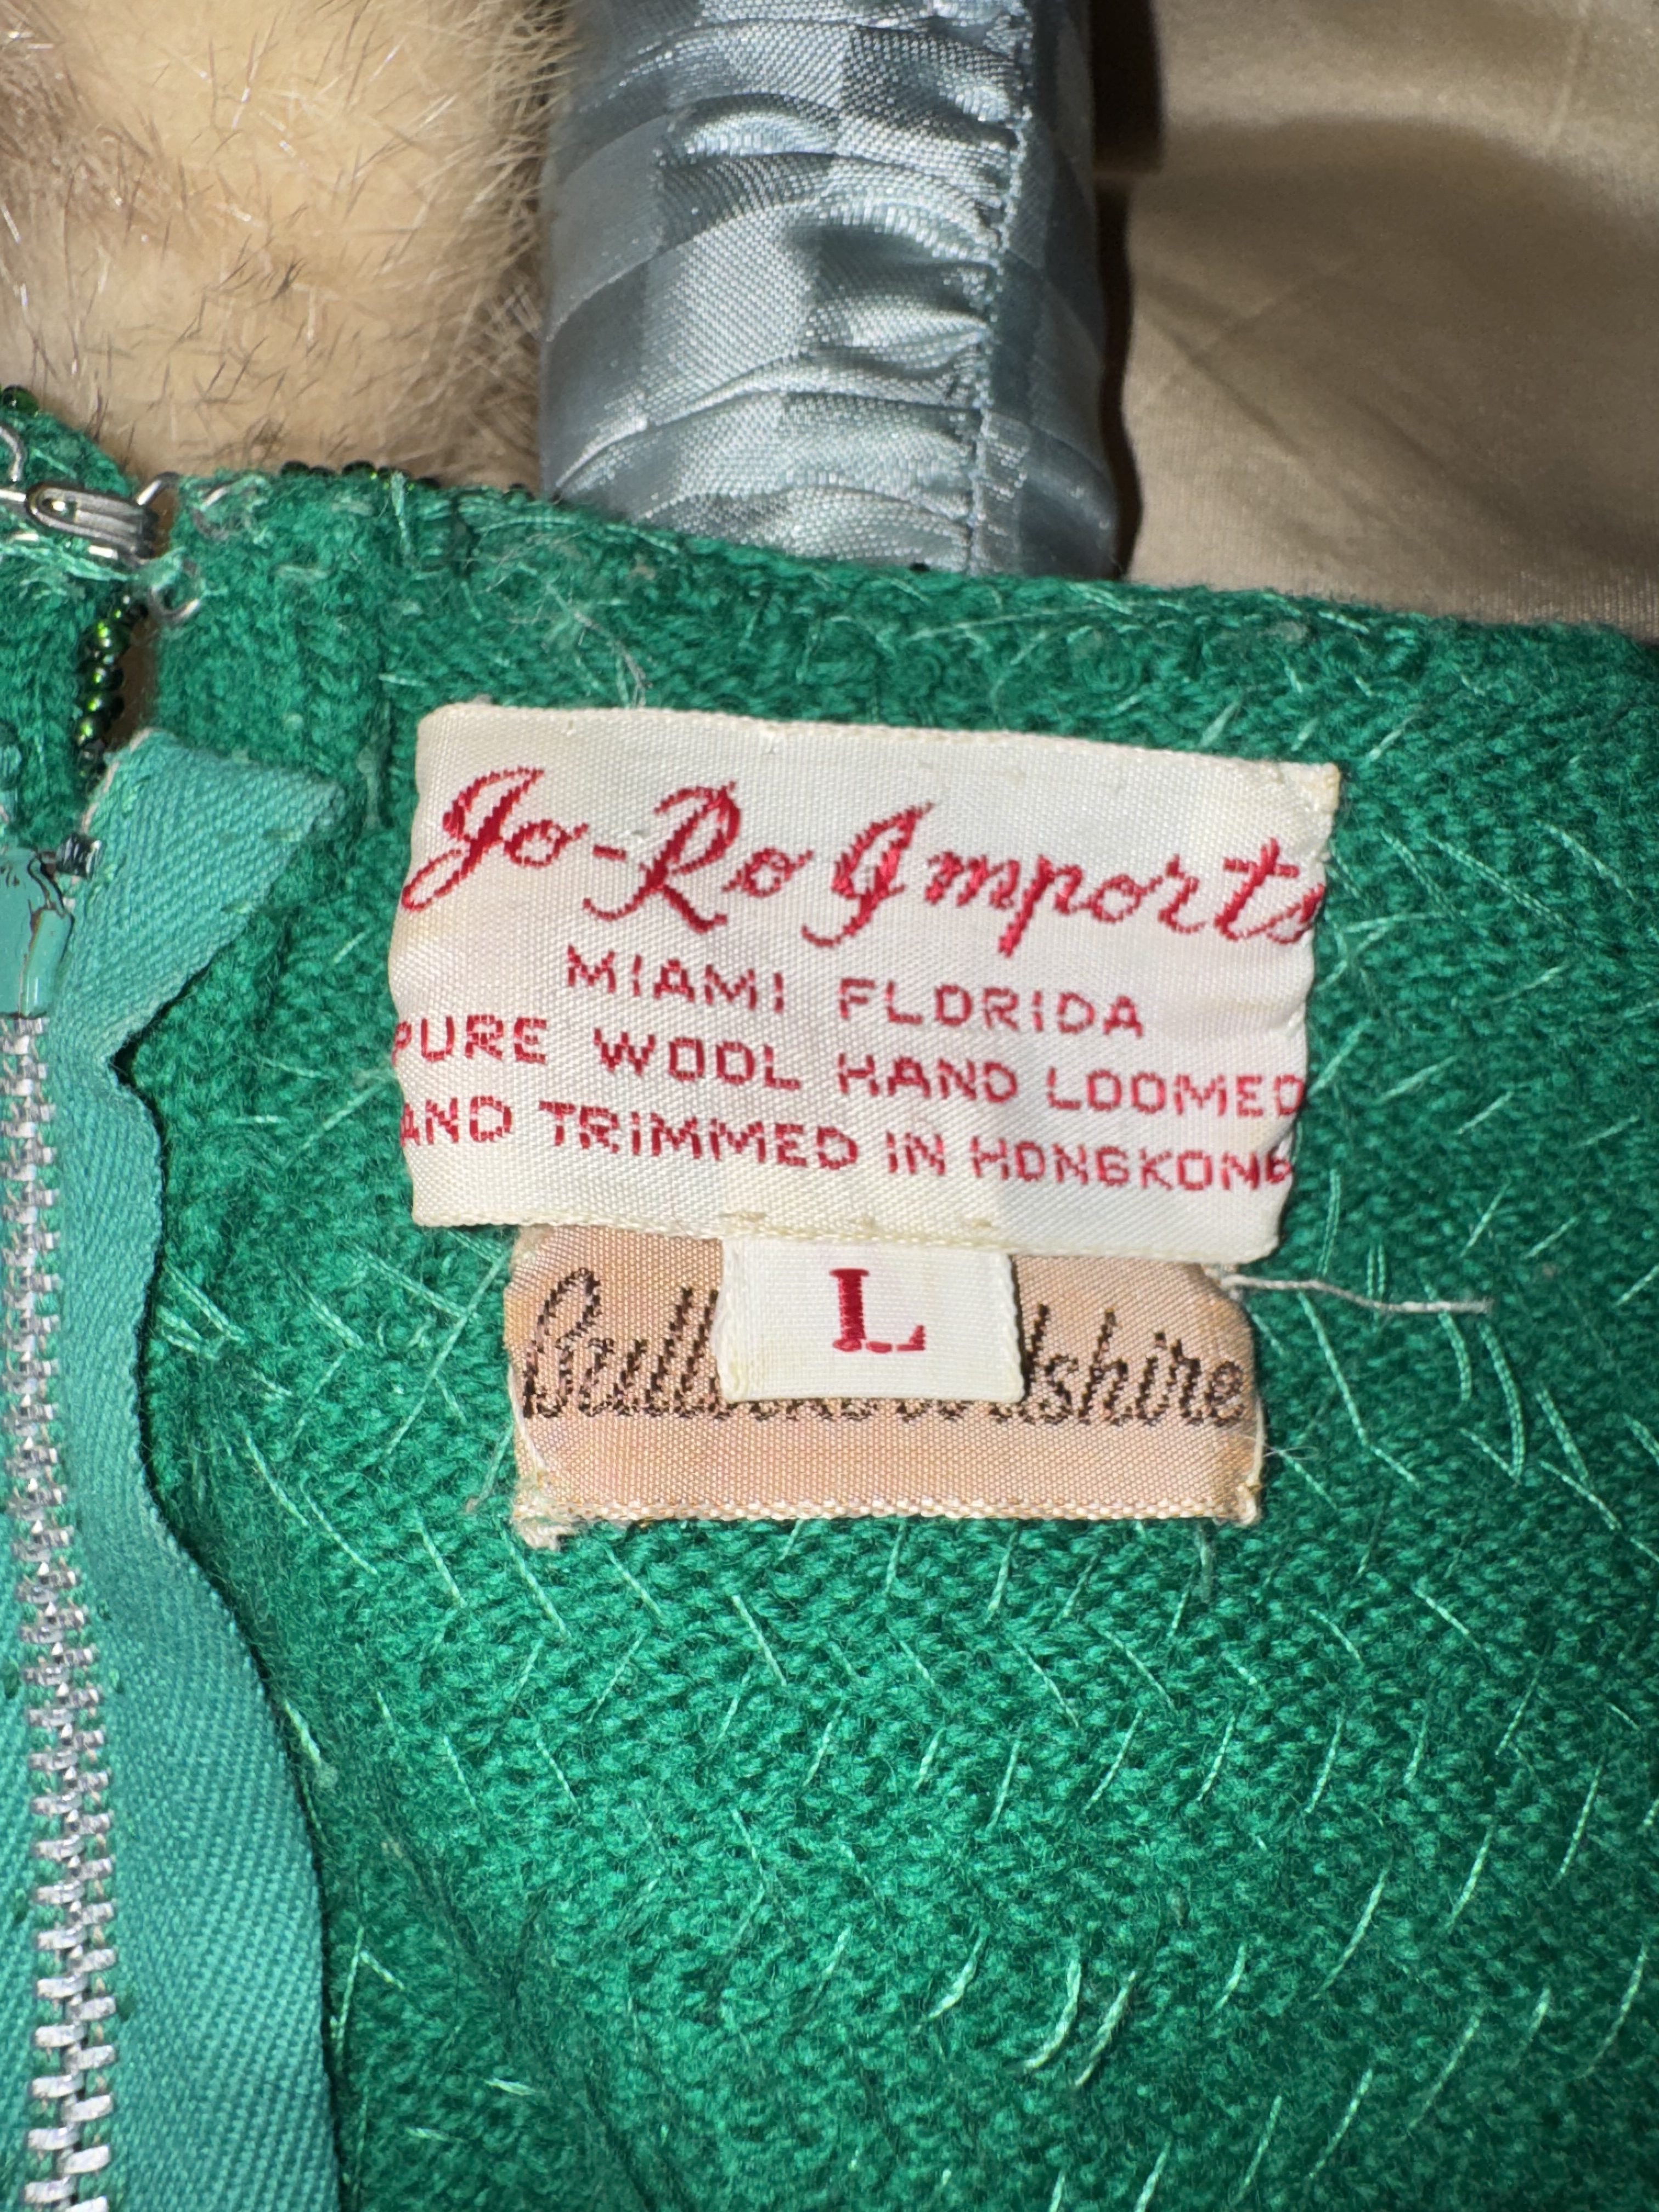 Jo-Ro Imports
MIAMI FLORIDA
PURE WOOL HAND LOOMED
AND TRIMMED IN HONGKONG
L